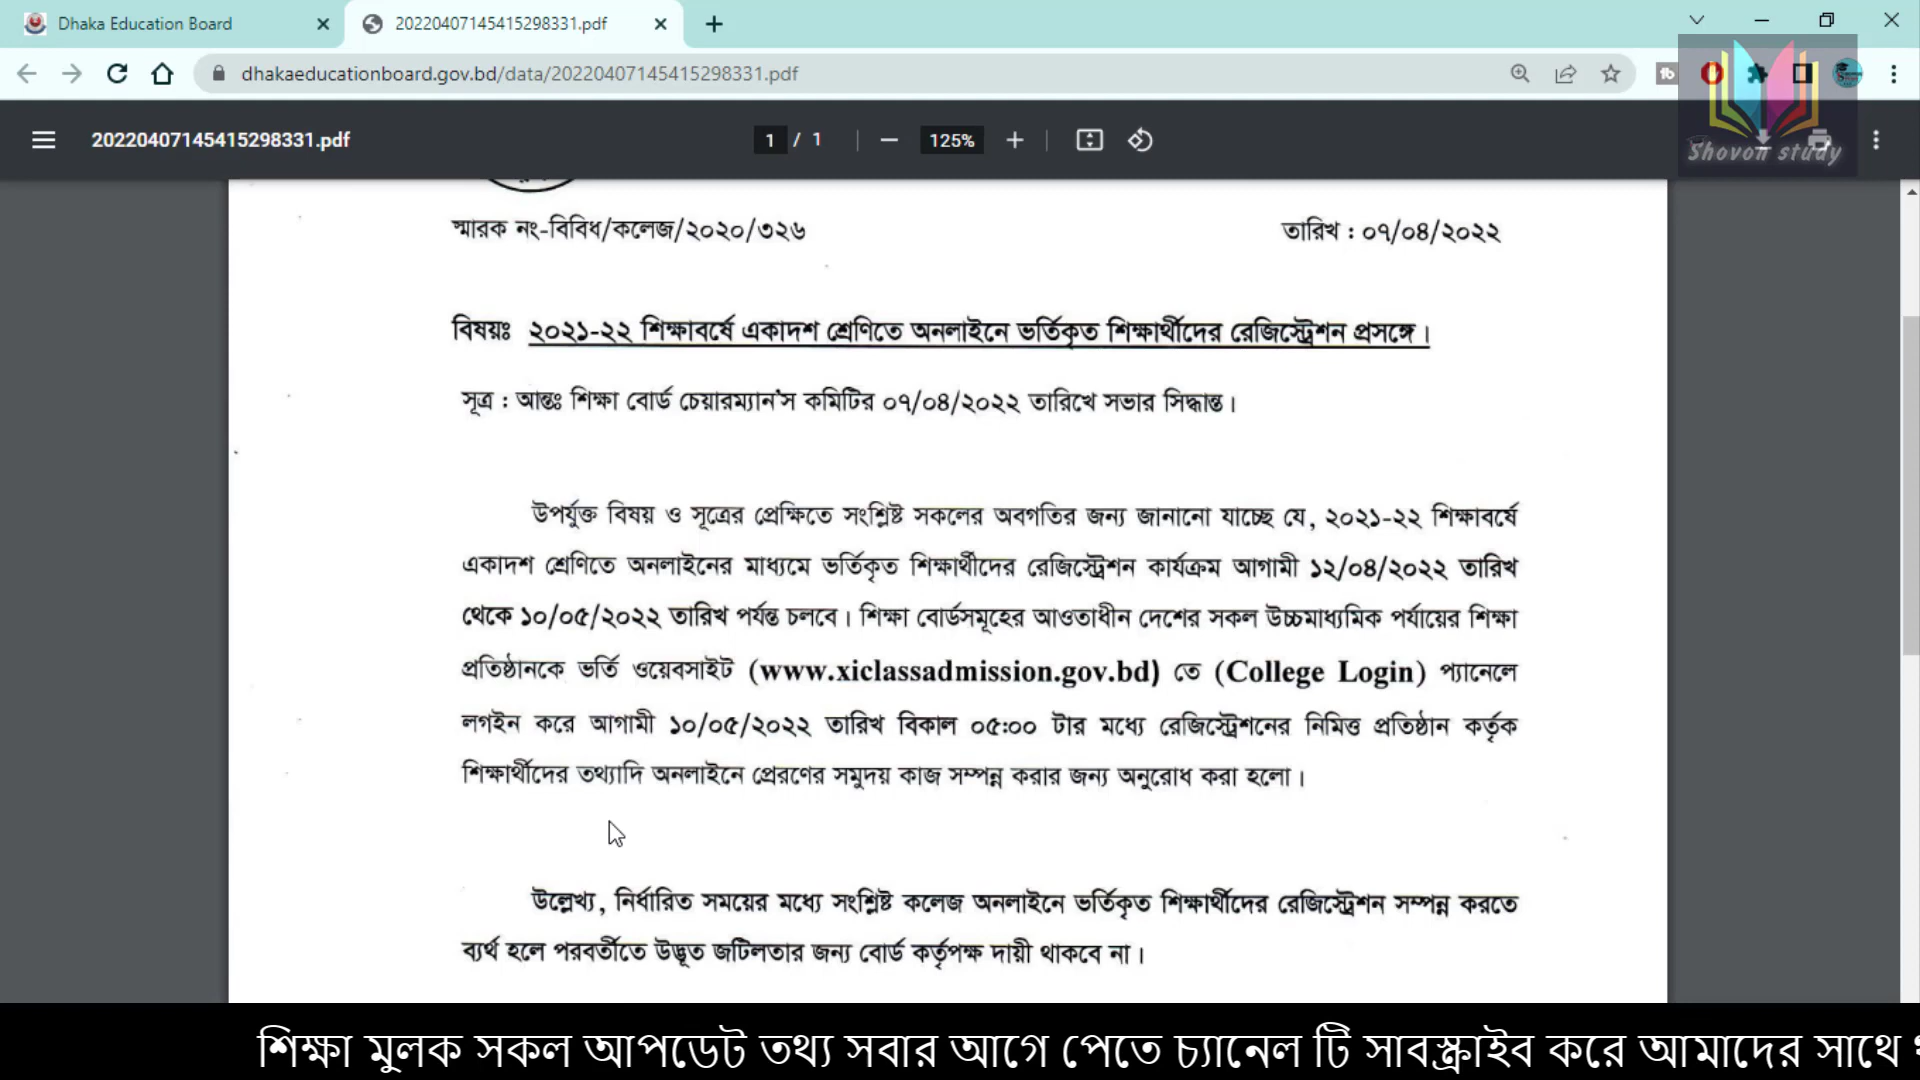 Dhaka Education Board
20220407145415298331.pdf
dhakaeducationboard.gov.bd/data/20220407145415298331.pdf
20220407145415298331.pdf
1 / 1
125%
Shovon study
স্মারক নং-বিবিধ/কলেজ/২০২০/৩২৬
তারিখ : ০৭/০৪/২০২২
বিষয়ঃ ২০২১-২২ শিক্ষাবর্ষে একাদশ শ্রেণিতে অনলাইনে ভর্তিকৃত শিক্ষার্থীদের রেজিস্ট্রেশন প্রসঙ্গে।
সূত্র : আন্তঃ শিক্ষা বোর্ড চেয়ারম্যান'স কমিটির ০৭/০৪/২০২২ তারিখে সভার সিদ্ধান্ত।
উপর্যুক্ত বিষয় ও সূত্রের প্রেক্ষিতে সংশ্লিষ্ট সকলের অবগতির জন্য জানানো যাচ্ছে যে, ২০২১-২২ শিক্ষাবর্ষে
একাদশ শ্রেণিতে অনলাইনের মাধ্যমে ভর্তিকৃত শিক্ষার্থীদের রেজিস্ট্রেশন কার্যক্রম আগামী ১২/০৪/২০২২ তারিখ
থেকে ১০/০৫/২০২২ তারিখ পর্যন্ত চলবে। শিক্ষা বোর্ডসমূহের আওতাধীন দেশের সকল উচ্চমাধ্যমিক পর্যায়ের শিক্ষা
প্রতিষ্ঠানকে ভর্তি ওয়েবসাইট (www.xiclassadmission.gov.bd) তে (College Login) প্যানেলে
লগইন করে আগামী ১০/০৫/২০২২ তারিখ বিকাল ০৫:০০ টার মধ্যে রেজিস্ট্রেশনের নিমিত্ত প্রতিষ্ঠান কর্তৃক
শিক্ষার্থীদের তথ্যাদি অনলাইনে প্রেরণের সমুদয় কাজ সম্পন্ন করার জন্য অনুরোধ করা হলো।
উল্লেখ্য, নির্ধারিত সময়ের মধ্যে সংশ্লিষ্ট কলেজ অনলাইনে ভর্তিকৃত শিক্ষার্থীদের রেজিস্ট্রেশন সম্পন্ন করতে
ব্যর্থ হলে পরবর্তীতে উদ্ভূত জটিলতার জন্য বোর্ড কর্তৃপক্ষ দায়ী থাকবে না।
শিক্ষা মুলক সকল আপডেট তথ্য সবার আগে পেতে চ্যানেল টি সাবস্ক্রাইব করে আমাদের সাথে